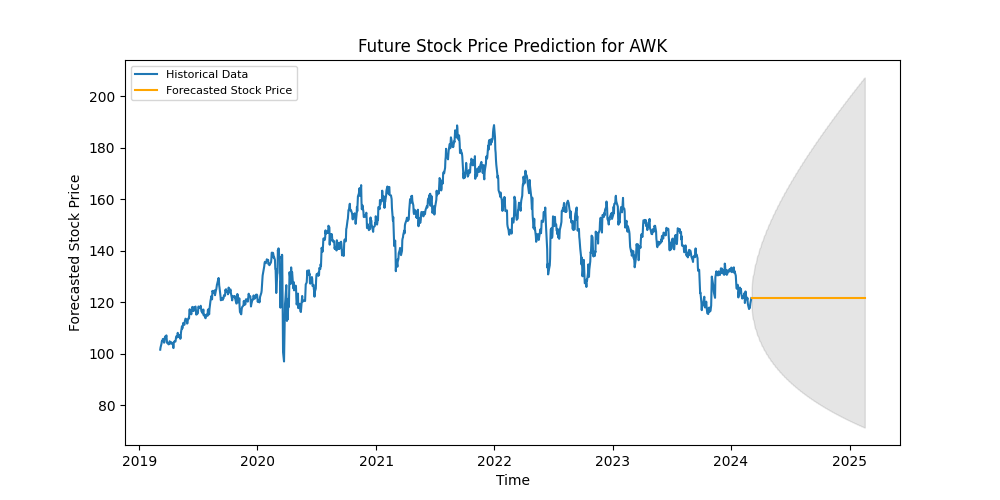 Future Stock Price Prediction for AWK
Historical Data
Forecasted Stock Price
200
180
160
140
120
100
80
Forecasted Stock Price
2019 2020 2021 2022 2023 2024 2025
Time